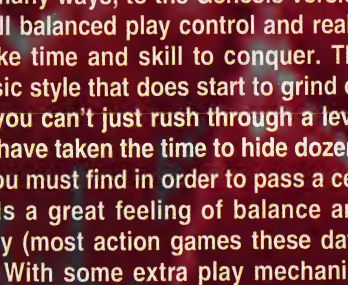 many ways, to the Genesis versi
ll balanced play control and rea
ke time and skill to conquer. Th
sic style that does start to grind o
you can't just rush through a lev
have taken the time to hide dozen
ou must find in order to pass a ce
ls a great feeling of balance an
y (most action games these da
With some extra play mechani